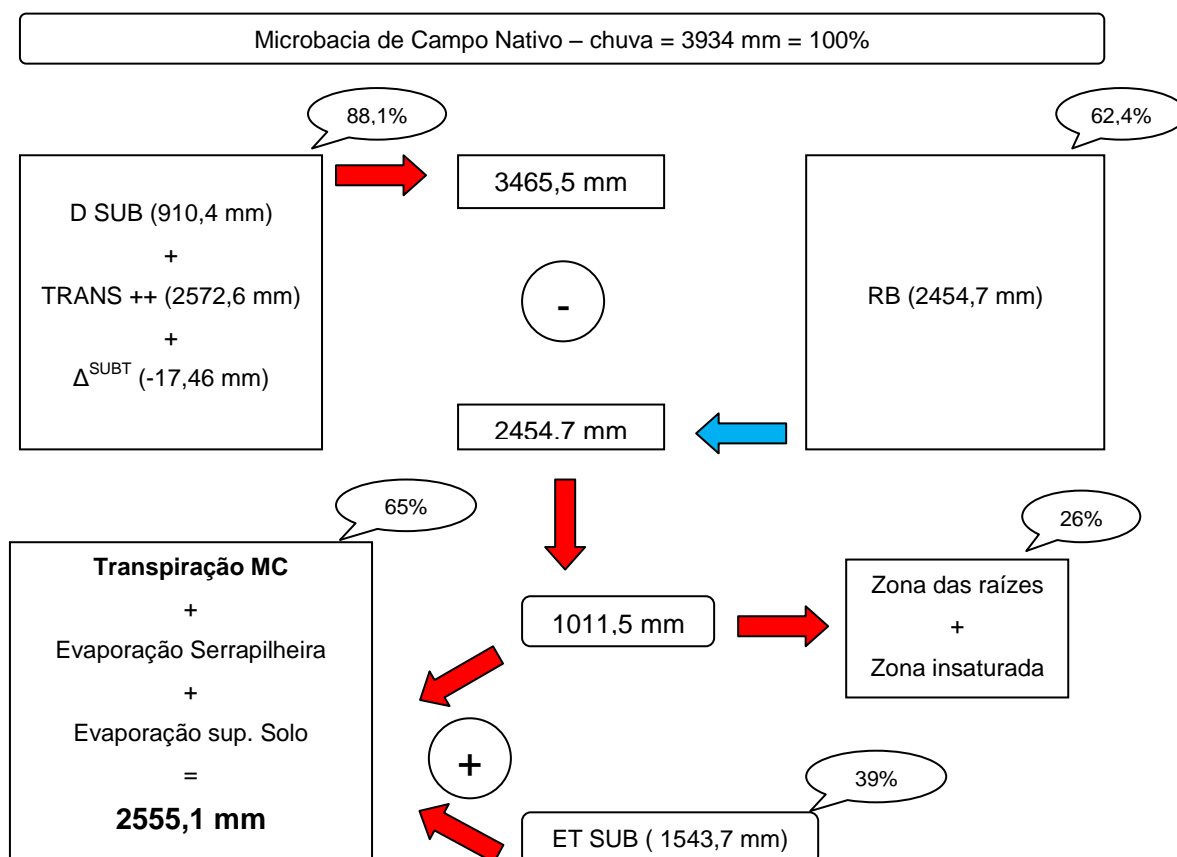 Microbacia de Campo Nativo – chuva = 3934 mm = 100%
88,1%
62,4%
D SUB (910,4 mm)
+
TRANS ++ (2572,6 mm)
+
Δ^SUBT (-17,46 mm)
3465,5 mm
-
2454,7 mm
RB (2454,7 mm)
65%
26%
Transpiração MC
+
Evaporação Serrapilheira
+
Evaporação sup. Solo
=
2555,1 mm
1011,5 mm
Zona das raízes
+
Zona insaturada
+
39%
ET SUB ( 1543,7 mm)